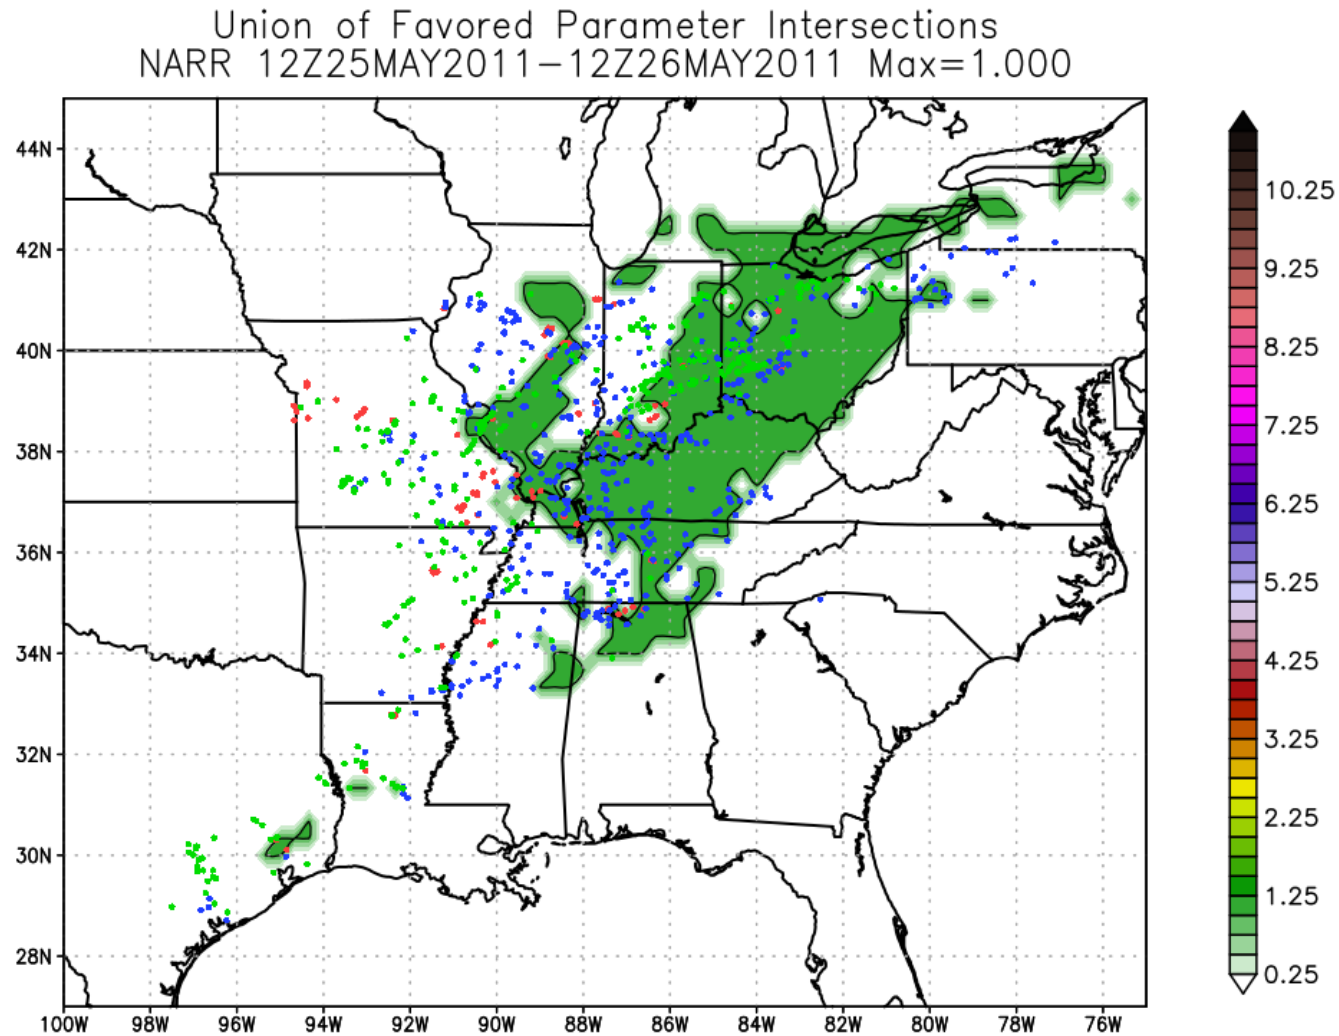 Union of Favored Parameter Intersections
NARR 12Z25MAY2011-12Z26MAY2011 Max=1.000
44N
42N
40N
38N
36N
34N
32N
30N
28N
100W 98W 96W 94W 92W 90W 88W 86W 84W 82W 80W 78W 76W
10.25
9.25
8.25
7.25
6.25
5.25
4.25
3.25
2.25
1.25
0.25